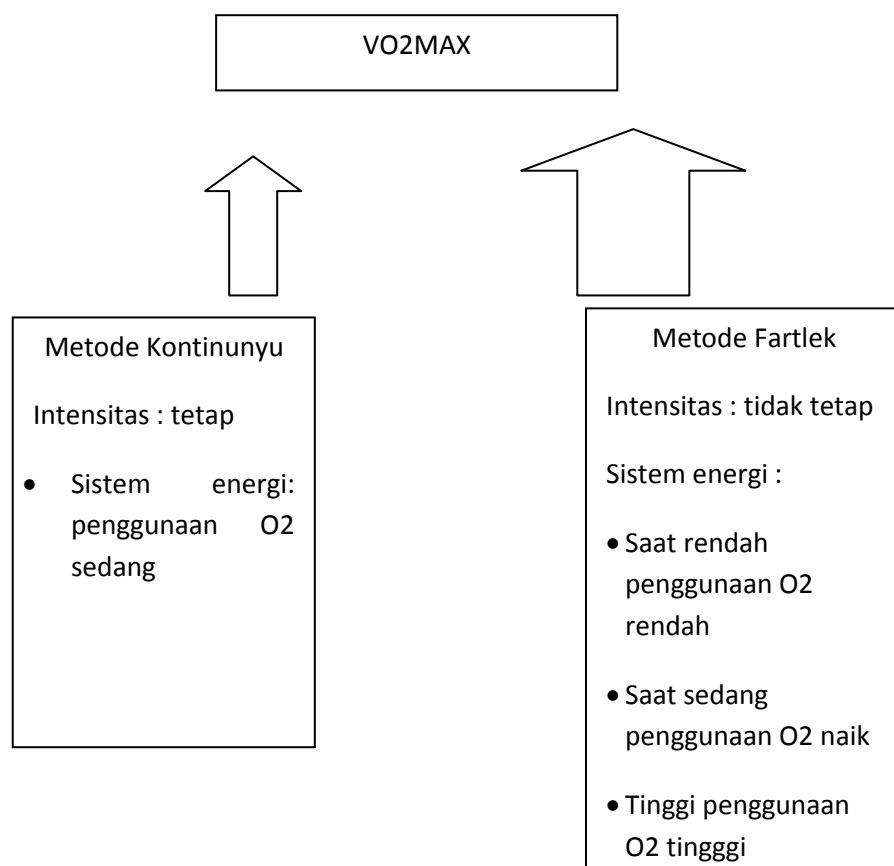 VO2MAX
Metode Kontinunyu
Intensitas : tetap
• Sistem energi:
penggunaan O2
sedang
Metode Fartlek
Intensitas : tidak tetap
Sistem energi :
• Saat rendah
penggunaan O2
rendah
• Saat sedang
penggunaan O2 naik
• Tinggi penggunaan
O2 tingggi